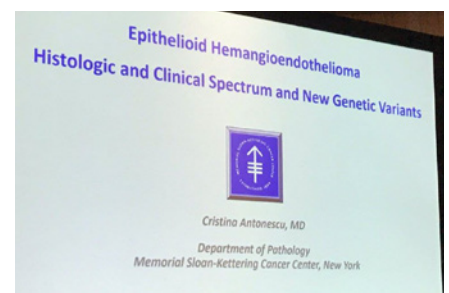 Epithelioid Hemangioendothelioma
Histologic and Clinical Spectrum and New Genetic Variants
Cristina Antonescu, MD
Department of Pathology
Memorial Sloan-Kettering Cancer Center, New York